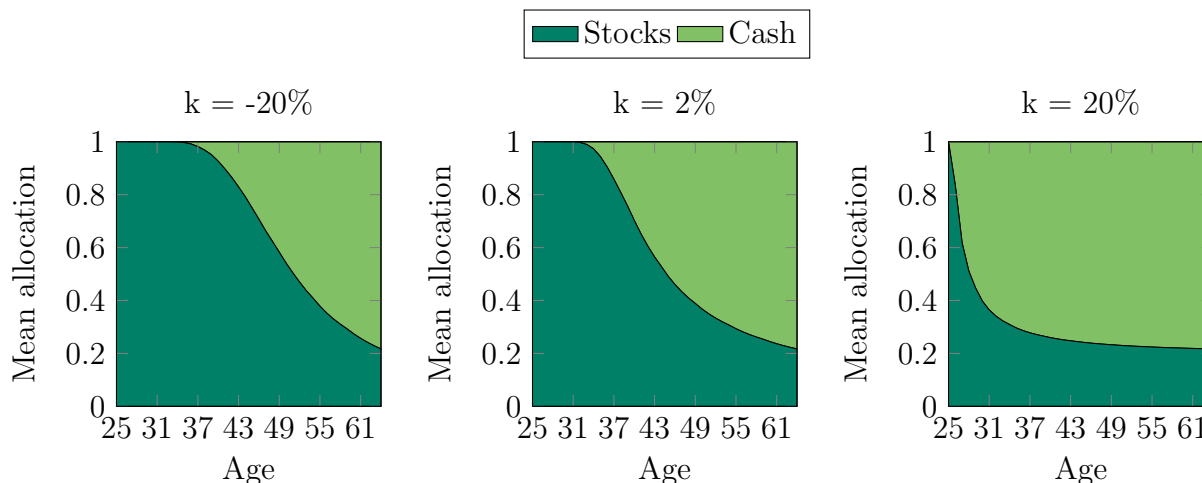 Stocks Cash
k = -20%
k = 2%
k = 20%
Mean allocation
1
0.8
0.6
0.4
0.2
0
25 31 37 43 49 55 61
Age
Mean allocation
1
0.8
0.6
0.4
0.2
0
25 31 37 43 49 55 61
Age
Mean allocation
1
0.8
0.6
0.4
0.2
0
25 31 37 43 49 55 61
Age